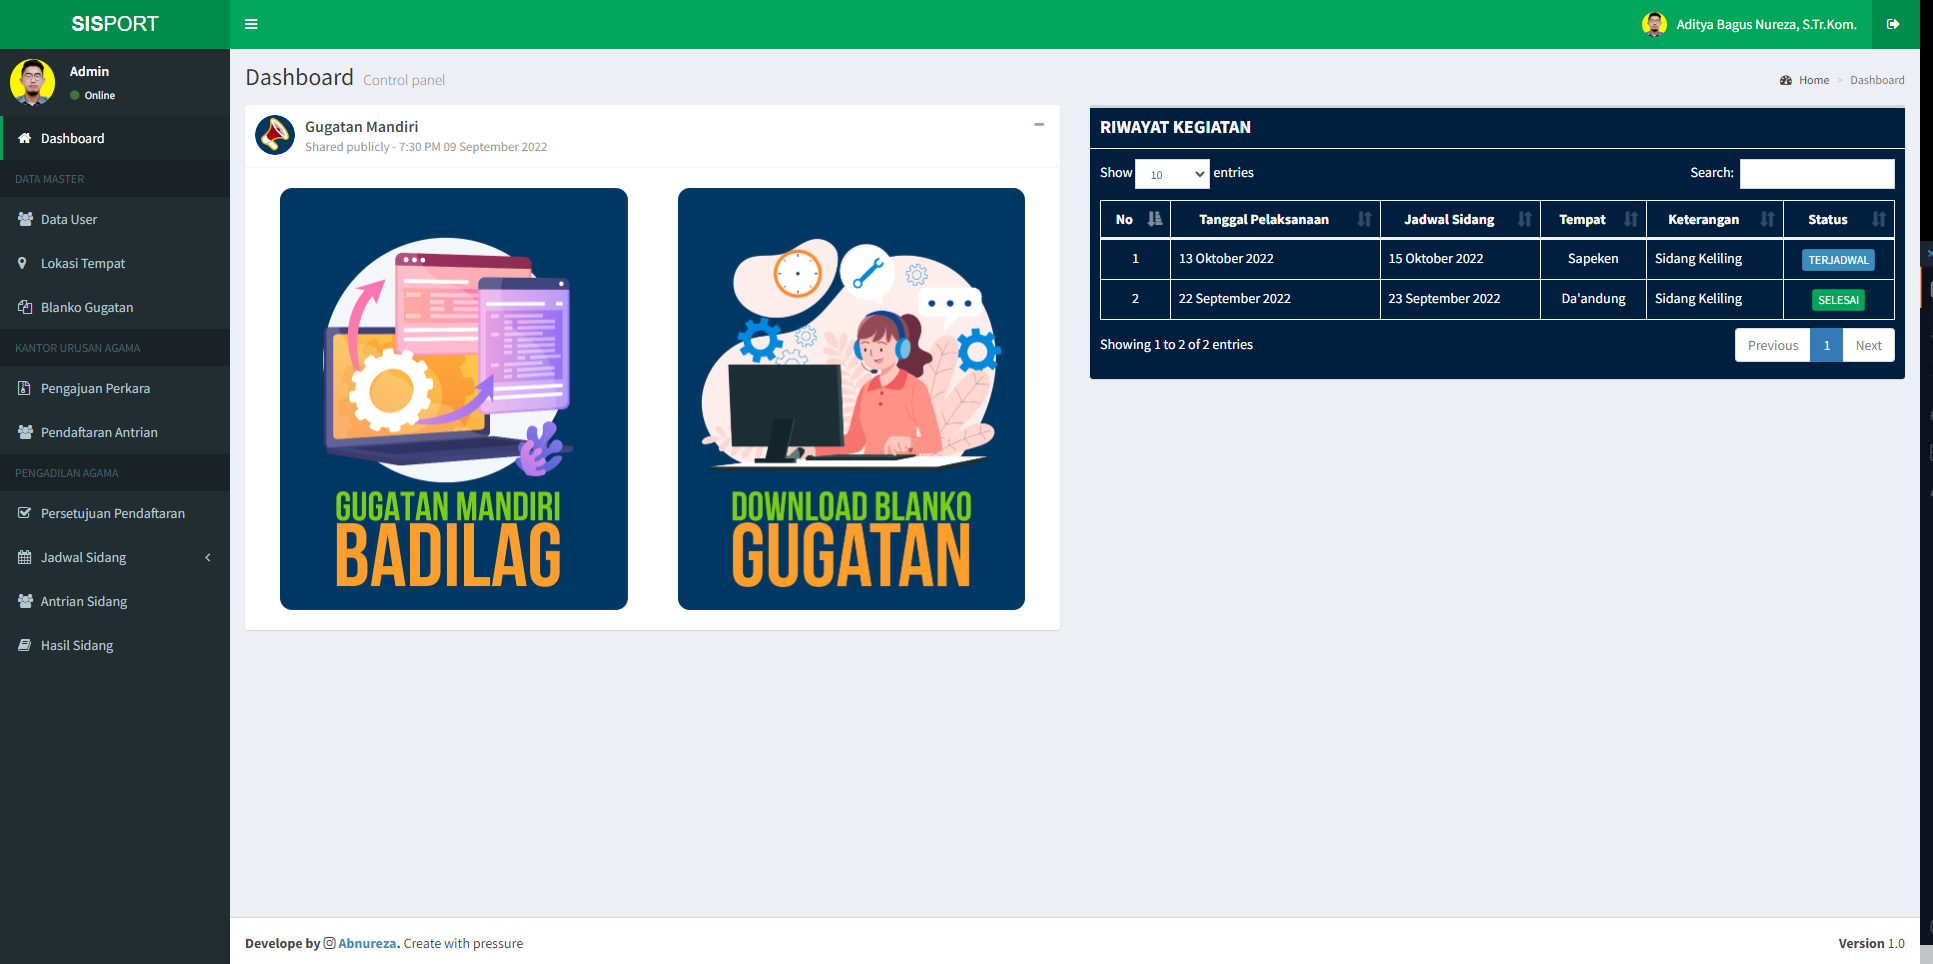 SISPORT
Aditya Bagus Nureza, S.Tr.Kom.
Admin
Online
Dashboard
DATA MASTER
Data User
Lokasi Tempat
Blanko Gugatan
KANTOR URUSAN AGAMA
Pengajuan Perkara
Pendaftaran Antrian
PENGADILAN AGAMA
Persetujuan Pendaftaran
Jadwal Sidang
Antrian Sidang
Hasil Sidang
Dashboard Control panel
Home > Dashboard
Gugatan Mandiri
Shared publicly - 7:30 PM 09 September 2022
GUGATAN MANDIRI
BADILAG
DOWNLOAD BLANKO
GUGATAN
RIWAYAT KEGIATAN
Show 10 entries
Search:
No Tanggal Pelaksanaan Jadwal Sidang Tempat Keterangan Status
1 13 Oktober 2022 15 Oktober 2022 Sapeken Sidang Keliling TERJADWAL
2 22 September 2022 23 September 2022 Da'andung Sidang Keliling SELESAI
Showing 1 to 2 of 2 entries
Previous 1 Next
Develope by Abnureza. Create with pressure
Version 1.0